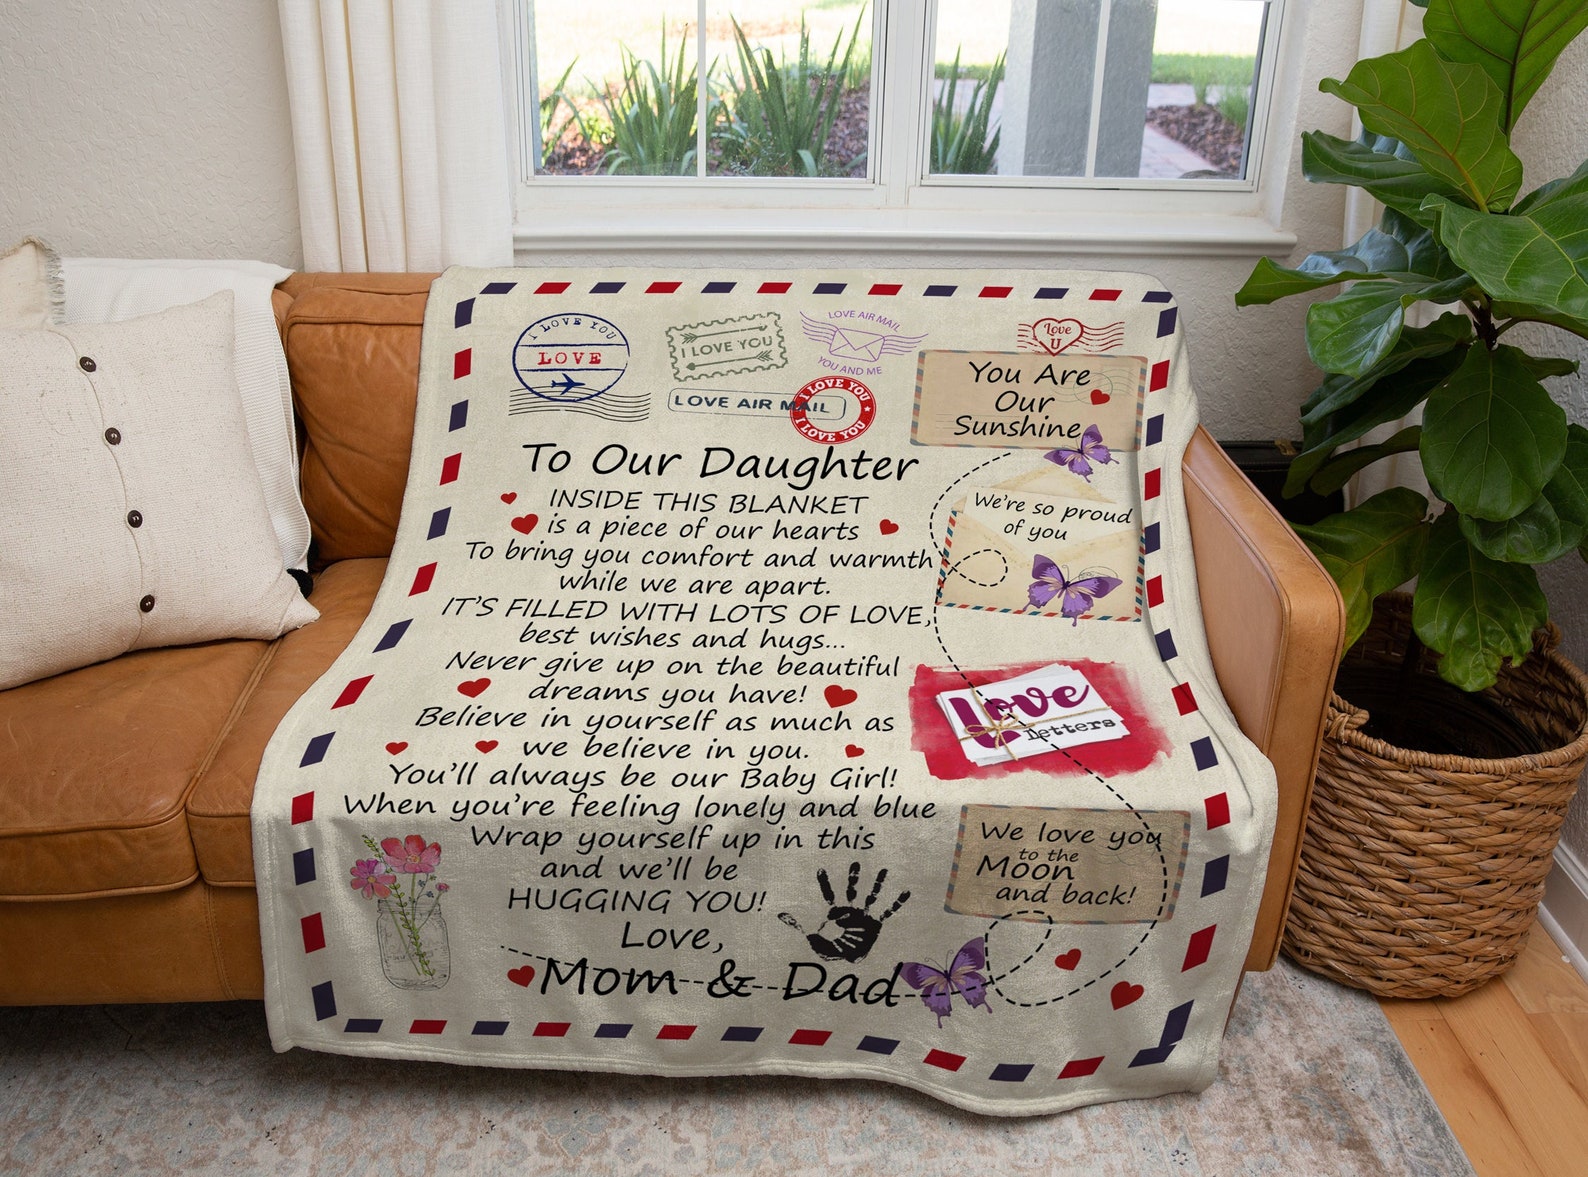 I LOVE YOU
LOVE
I LOVE YOU
LOVE AIR MAIL
YOU AND ME
LOVE AIR MAIL
I LOVE YOU
I LOVE YOU
Love
U
You Are
Our
Sunshine
To Our Daughter
INSIDE THIS BLANKET
is a piece of our hearts
To bring you comfort and warmth
while we are apart.
IT'S FILLED WITH LOTS OF LOVE,
best wishes and hugs...
Never give up on the beautiful
dreams you have!
Believe in yourself as much as
we believe in you.
You'll always be our Baby Girl!
When you're feeling lonely and blue
Wrap yourself up in this
and we'll be
HUGGING YOU!
Love,
Mom & Dad
We're so proud
of you
Love
Letters
We love you
to the
Moon
and back!